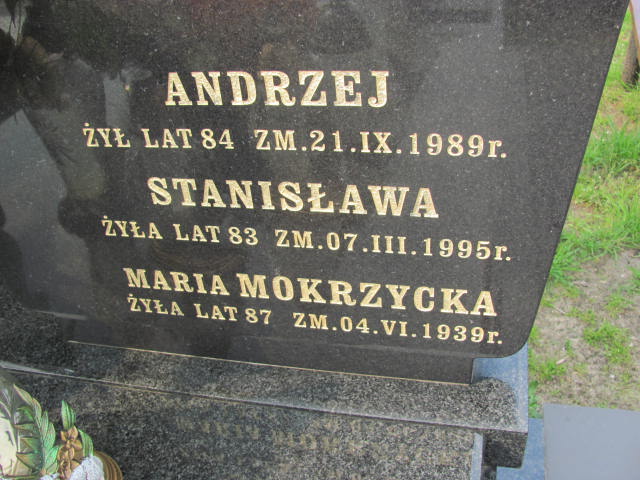 ANDRZEJ
ŻYŁ LAT 84 ZM.21.IX.1989r.
STANISŁAWA
ŻYŁA LAT 83 ZM.07.III.1995r.
MARIA MOKRZYCKA
ŻYŁA LAT 87 ZM.04.VI.1939r.